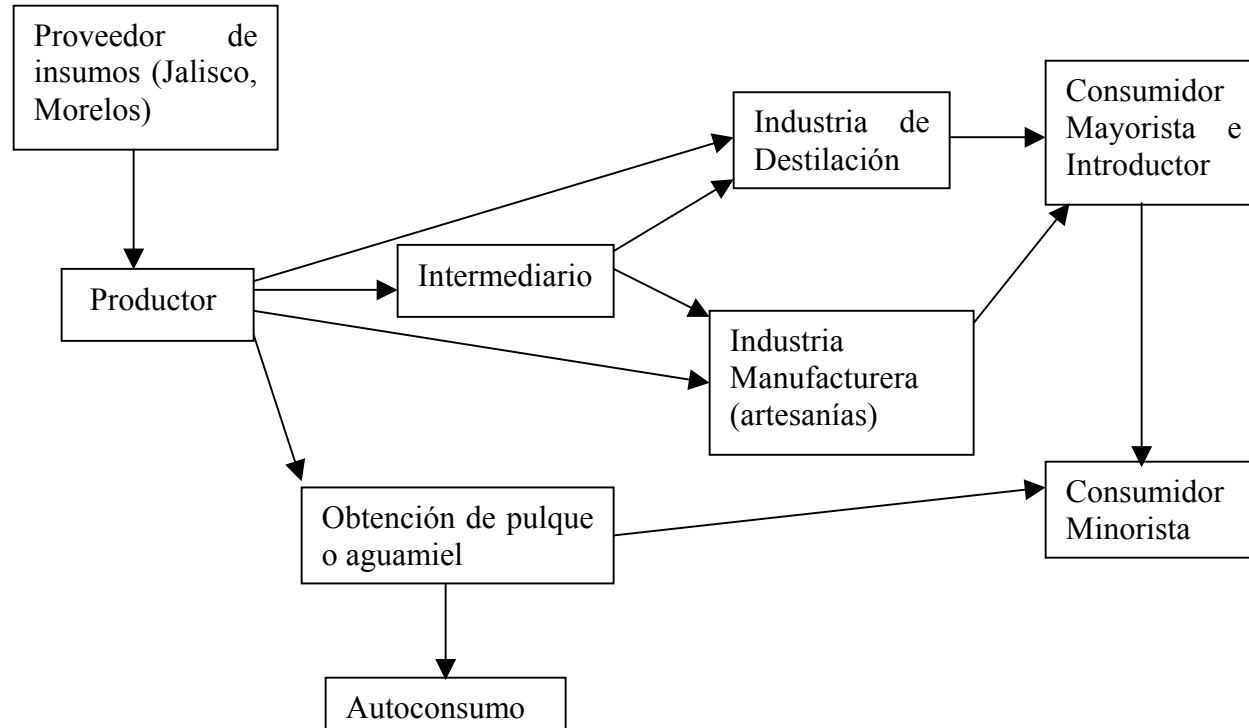 Proveedor de
insumos (Jalisco,
Morelos)
Industria de
Destilación
Consumidor
Mayorista e
Introductor
Productor
Intermediario
Industria
Manufacturera
(artesanías)
Obtención de pulque
o aguamiel
Consumidor
Minorista
Autoconsumo